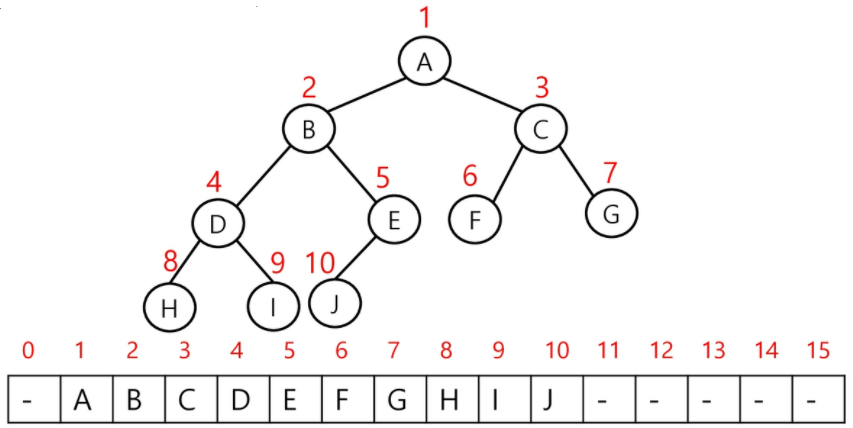 1
A
2
3
B
C
4
5
6
7
D
E
F
G
8
9
10
H
I
J
0 1 2 3 4 5 6 7 8 9 10 11 12 13 14 15
- A B C D E F G H I J - - - - -